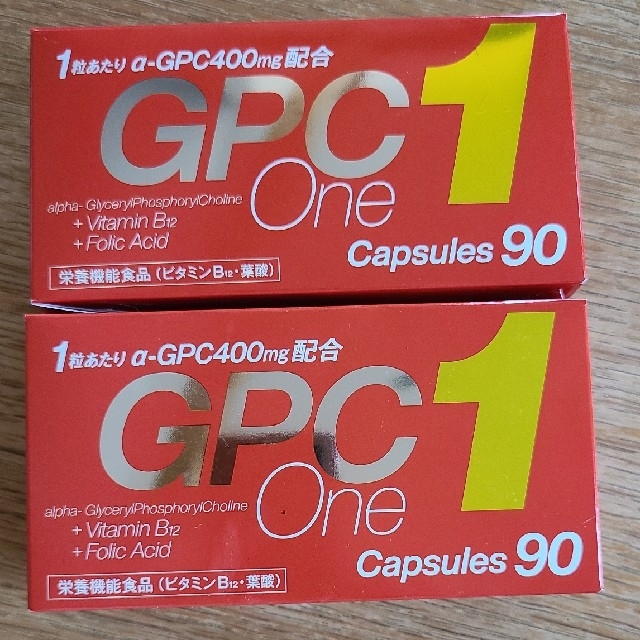 1粒あたり α-GPC400mg配合
GPC1
One
alpha- GlycerylPhosphorylCholine
+ Vitamin B12
+ Folic Acid
Capsules 90
栄養機能食品(ビタミンB12・葉酸)
1粒あたり α-GPC400mg配合
GPC1
One
alpha- GlycerylPhosphorylCholine
+ Vitamin B12
+ Folic Acid
Capsules 90
栄養機能食品(ビタミンB12・葉酸)